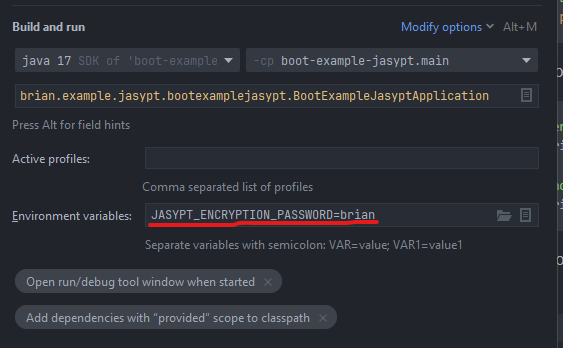 Build and run
Modify options Alt+M
java 17 SDK of 'boot-example
-cp boot-example-jasypt.main
brian.example.jasypt.bootexamplejasypt.BootExampleJasyptApplication
Press Alt for field hints
Active profiles:
Comma separated list of profiles
Environment variables: JASYPT_ENCRYPTION_PASSWORD=brian
Separate variables with semicolon: VAR=value; VAR1=value1
Open run/debug tool window when started ×
Add dependencies with “provided” scope to classpath ×